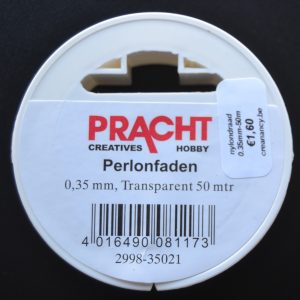 PRACHT
CREATIVES HOBBY
Perlonfaden
0,35 mm, Transparent 50 mtr
4 016490 081173
2998-35021
nylondraad
0.35mm-50m
€1,60
creanancy.be